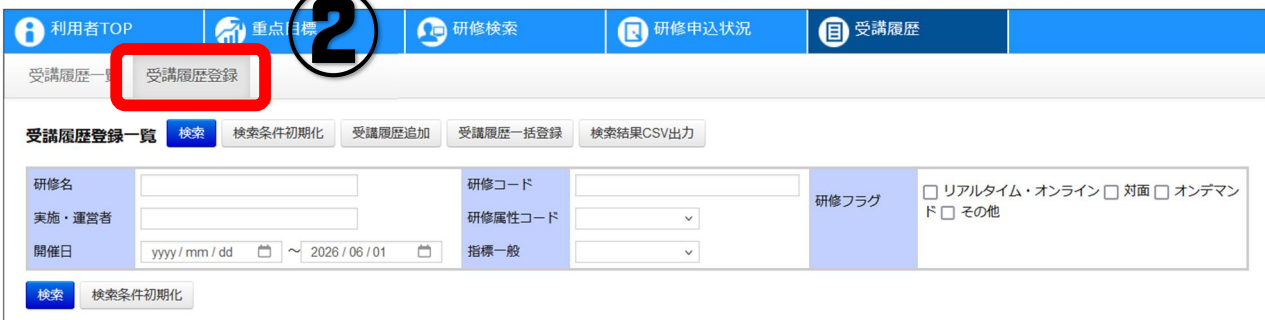 利用者TOP 重点目標 研修検索 研修申込状況 受講履歴
②
受講履歴一覧 受講履歴登録
受講履歴登録一覧 検索 検索条件初期化 受講履歴追加 受講履歴一括登録 検索結果CSV出力
研修名 研修コード 研修フラグ リアルタイム・オンライン 対面 オンデマン
ド その他
実施・運営者 研修属性コード
開催日 yyyy / mm / dd ～ 2026 / 06 / 01 指標一般
検索 検索条件初期化